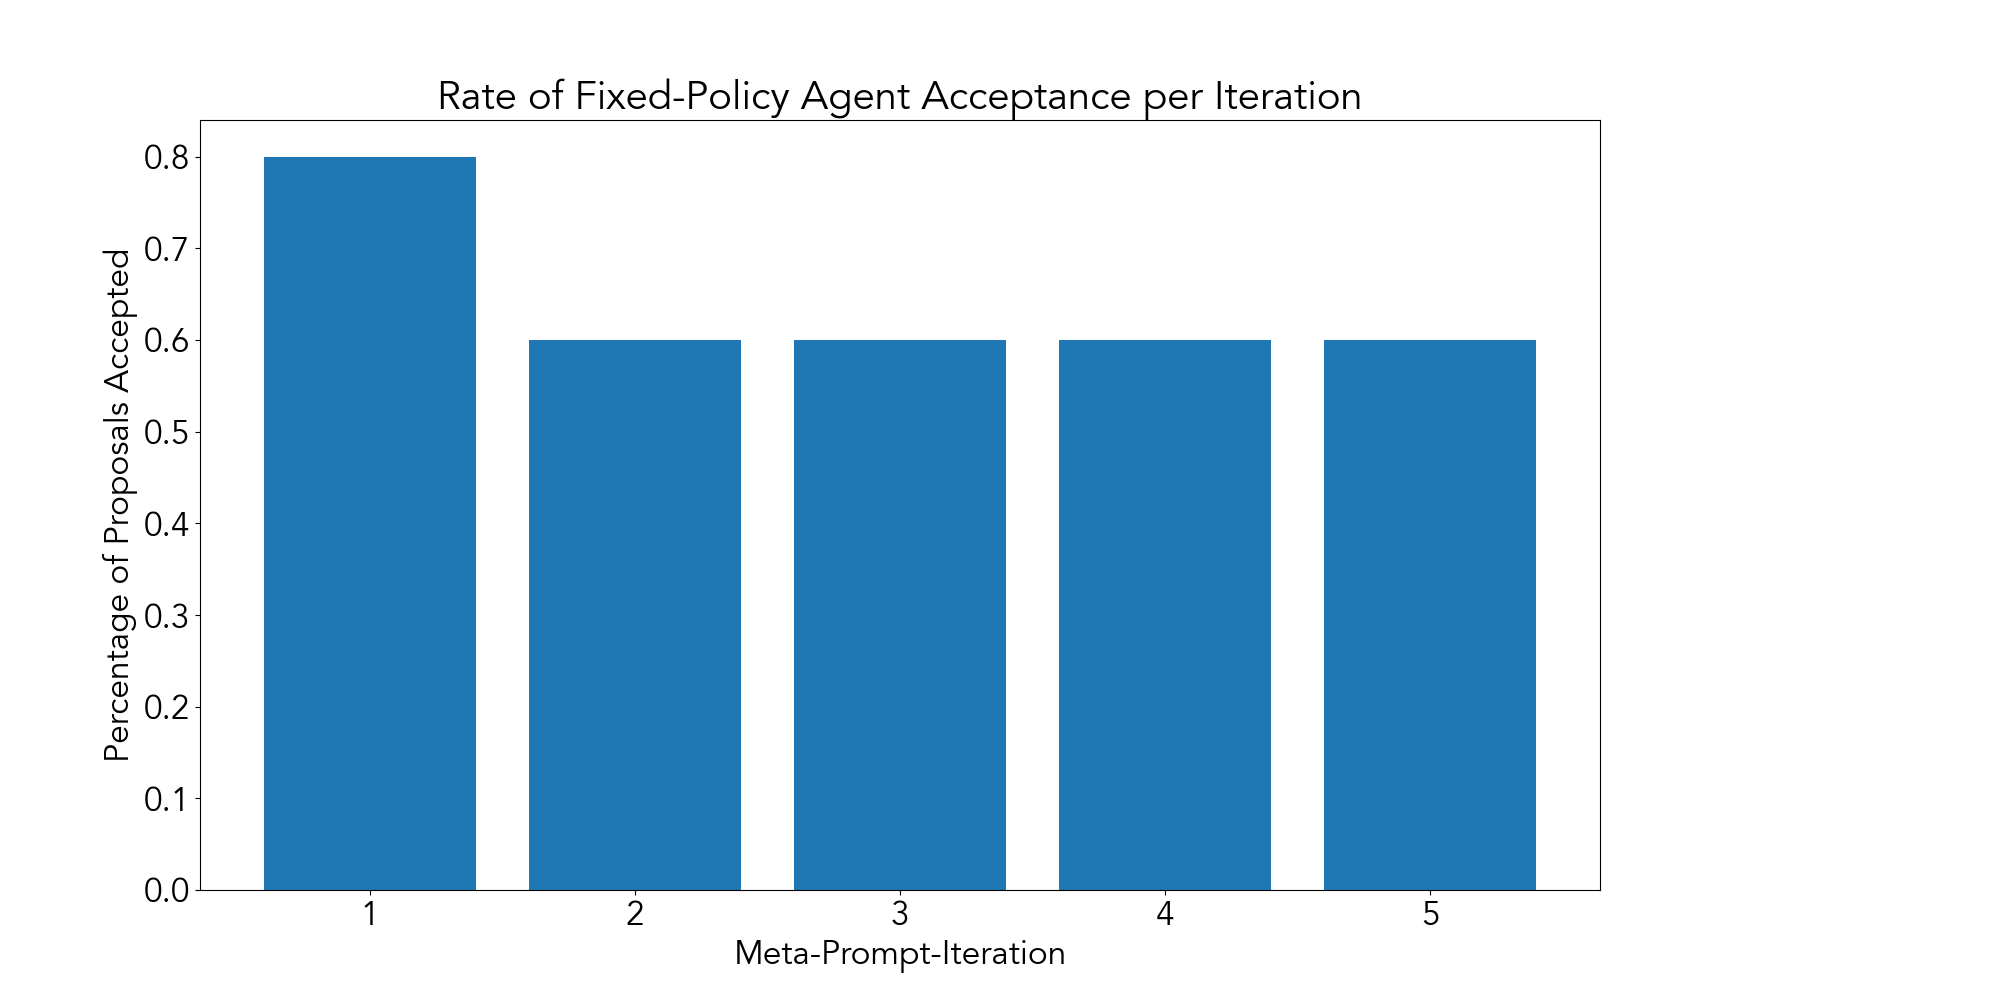 Rate of Fixed-Policy Agent Acceptance per Iteration
Percentage of Proposals Accepted
0.8
0.7
0.6
0.5
0.4
0.3
0.2
0.1
0.0
1 2 3 4 5
Meta-Prompt-Iteration